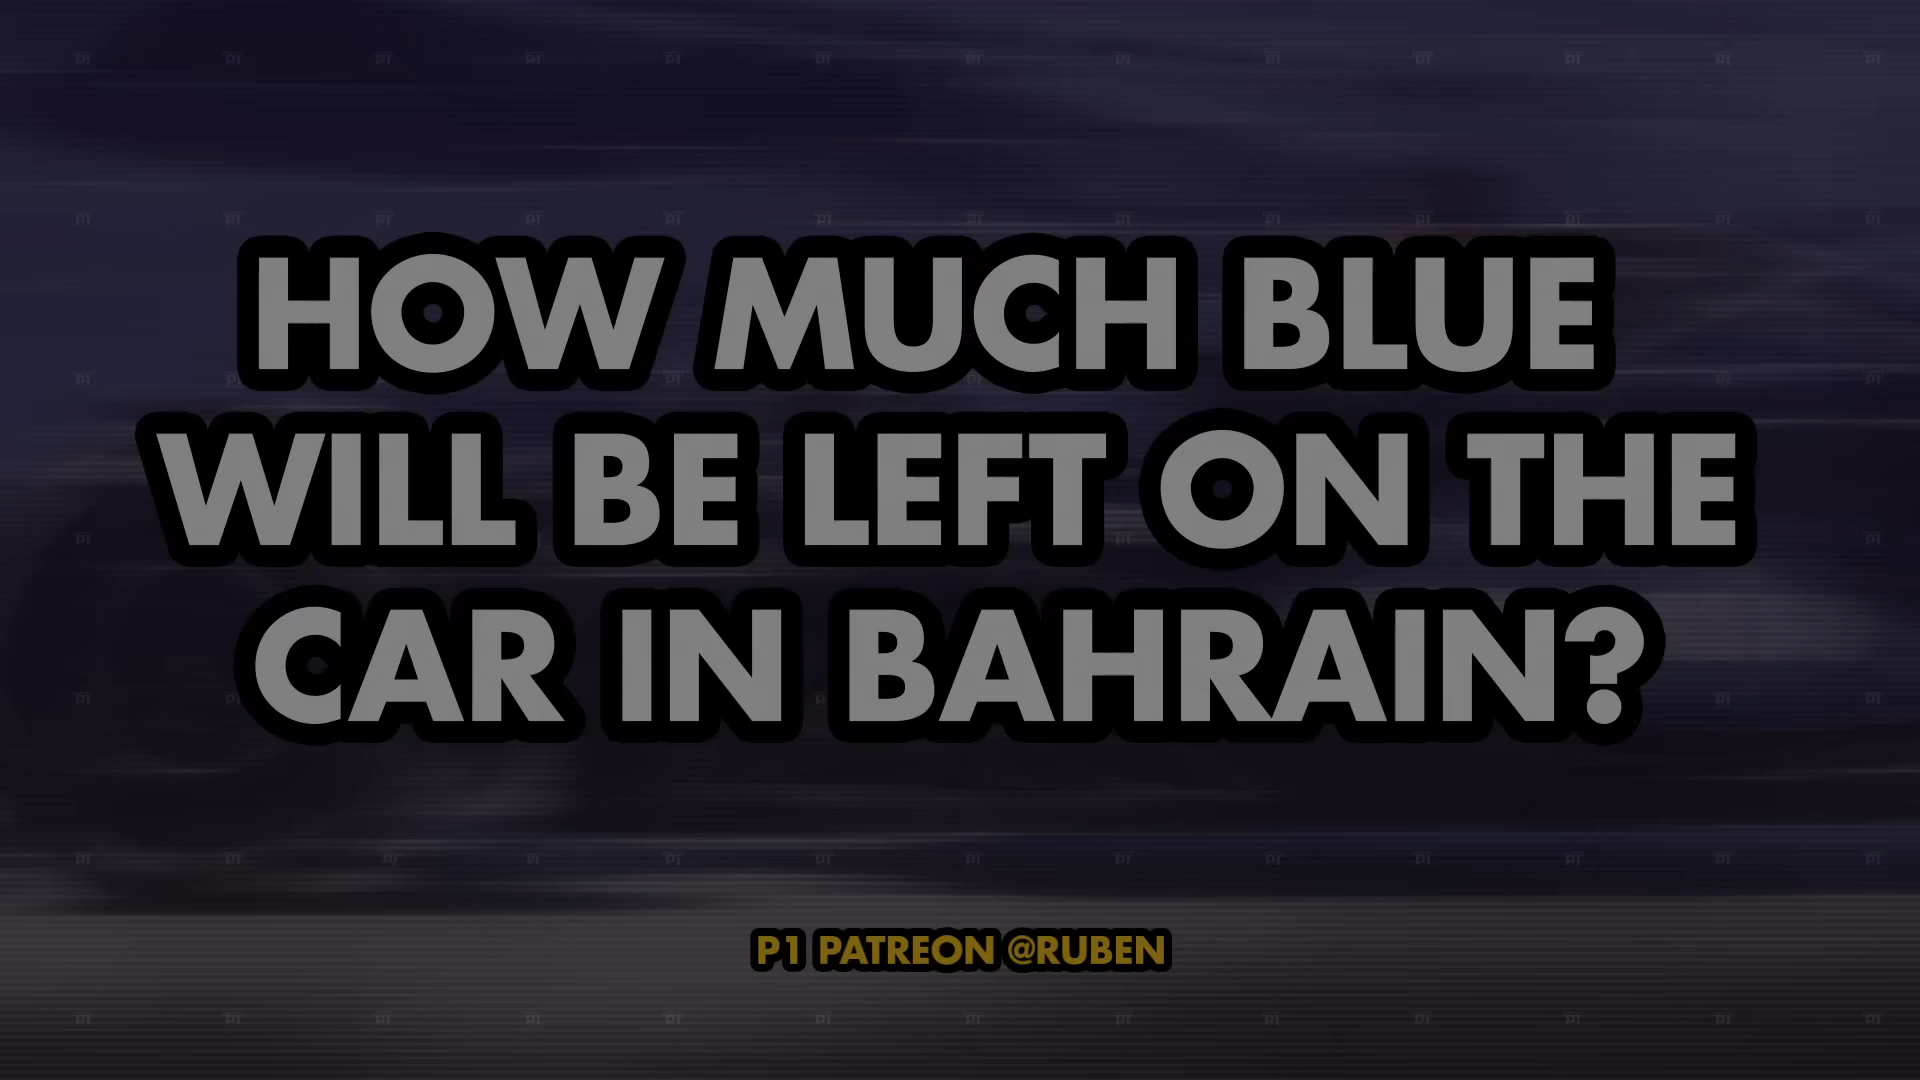 HOW MUCH BLUE
WILL BE LEFT ON THE
CAR IN BAHRAIN?
P1 PATREON @RUBEN